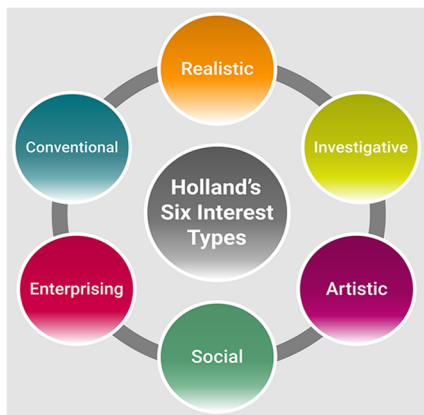 Realistic
Investigative
Artistic
Social
Enterprising
Conventional
Holland's
Six Interest
Types